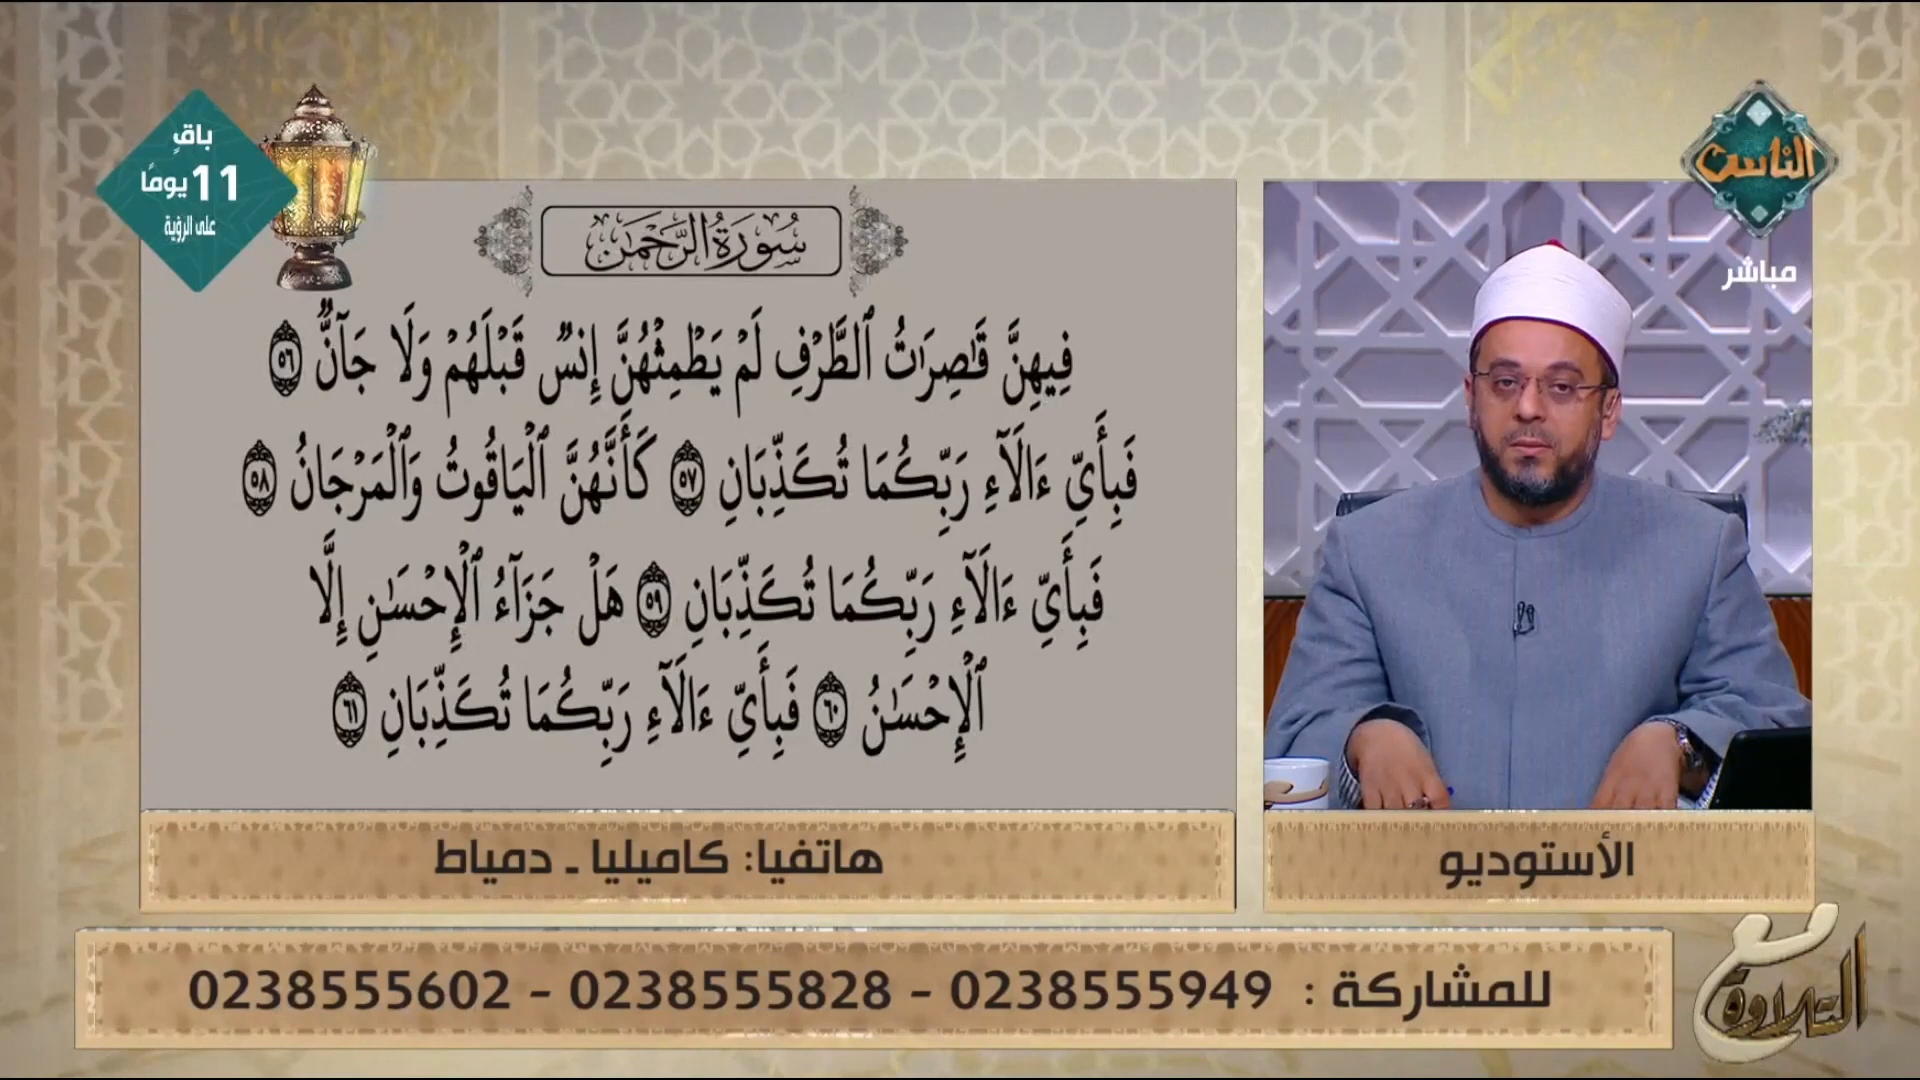 باقٍ
11 يومًا
على الرؤية
الناس
مباشر
سُورَةُ الرَّحْمَن
فِيهِنَّ قَٰصِرَٰتُ ٱلطَّرْفِ لَمْ يَطْمِثْهُنَّ إِنسٌ قَبْلَهُمْ وَلَا جَآنٌّ ٥٦
فَبِأَيِّ ءَالَآءِ رَبِّكُمَا تُكَذِّبَانِ ٥٧ كَأَنَّهُنَّ ٱلْيَاقُوتُ وَٱلْمَرْجَانُ ٥٨
فَبِأَيِّ ءَالَآءِ رَبِّكُمَا تُكَذِّبَانِ ٥٩ هَلْ جَزَآءُ ٱلْإِحْسَٰنِ إِلَّا
ٱلْإِحْسَٰنُ ٦٠ فَبِأَيِّ ءَالَآءِ رَبِّكُمَا تُكَذِّبَانِ ٦١
الأستوديو
هاتفيا: كاميليا - دمياط
للمشاركة : 0238555949 - 0238555828 - 0238555602
مع التلاوة